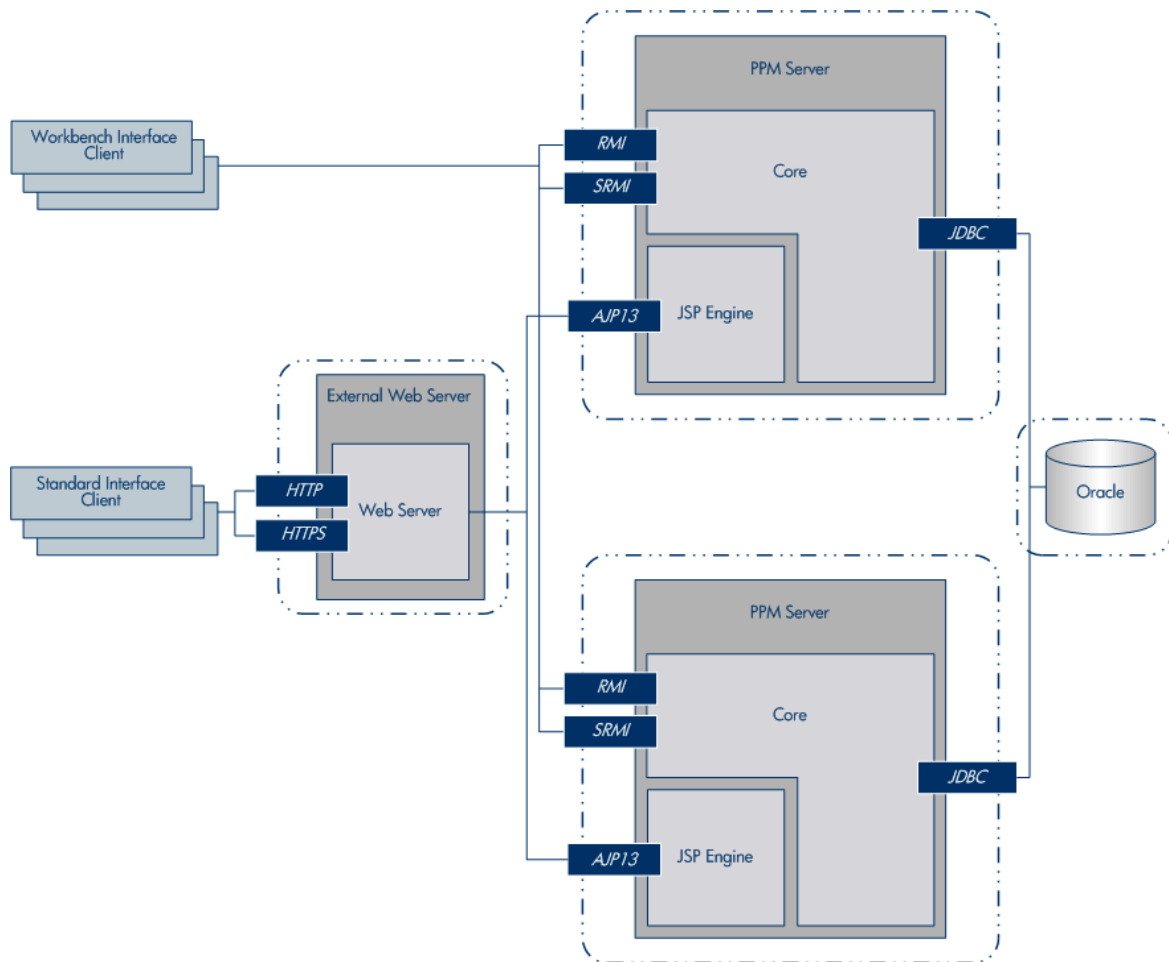 PPM Server
Workbench Interface
Client
RMI
SRMI
Core
JDBC
AJP13
JSP Engine
External Web Server
Standard Interface
Client
HTTP
HTTPS
Web Server
Oracle
PPM Server
RMI
SRMI
Core
JDBC
AJP13
JSP Engine